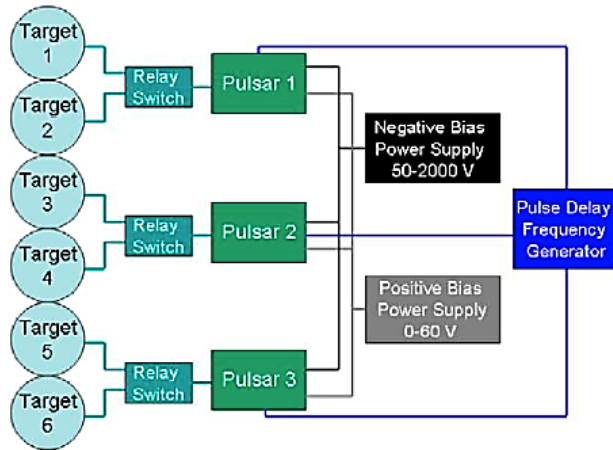 Target
1
Target
2
Target
3
Target
4
Target
5
Target
6
Relay
Switch
Relay
Switch
Relay
Switch
Pulsar 1
Pulsar 2
Pulsar 3
Negative Bias
Power Supply
50-2000 V
Positive Bias
Power Supply
0-60 V
Pulse Delay
Frequency
Generator